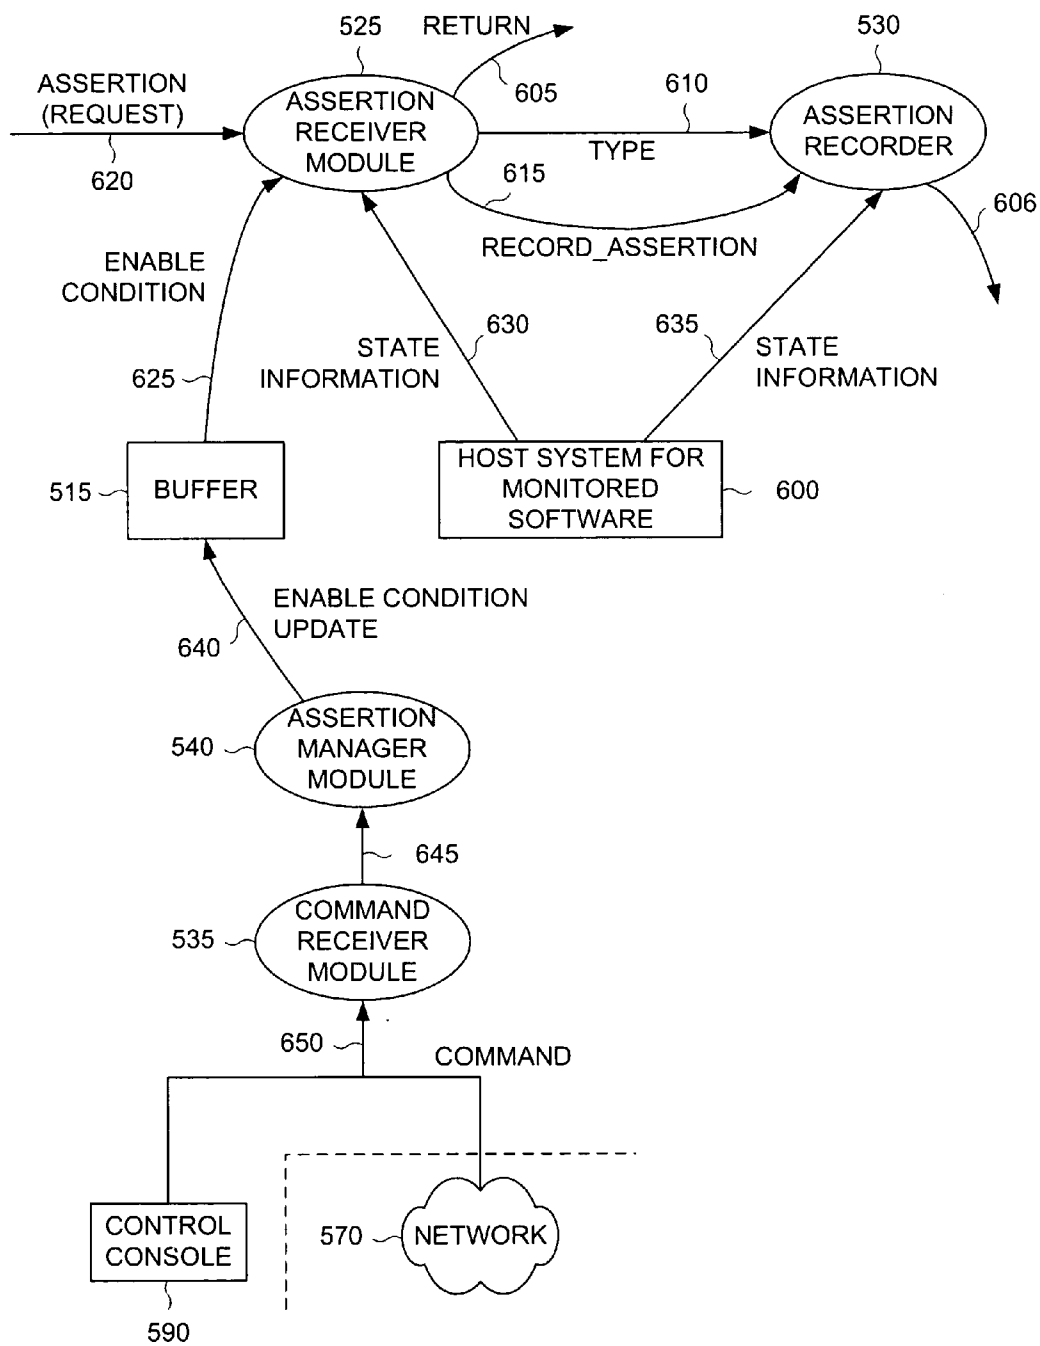 RETURN
525
530
ASSERTION
(REQUEST)
605
610
ASSERTION
RECEIVER
MODULE
ASSERTION
RECORDER
TYPE
620
615
606
RECORD_ASSERTION
ENABLE
CONDITION
630
635
STATE
INFORMATION
STATE
INFORMATION
625
515
BUFFER
HOST SYSTEM FOR
MONITORED
SOFTWARE
600
ENABLE CONDITION
UPDATE
640
ASSERTION
MANAGER
MODULE
540
645
COMMAND
RECEIVER
MODULE
535
650
COMMAND
CONTROL
CONSOLE
570
NETWORK
590